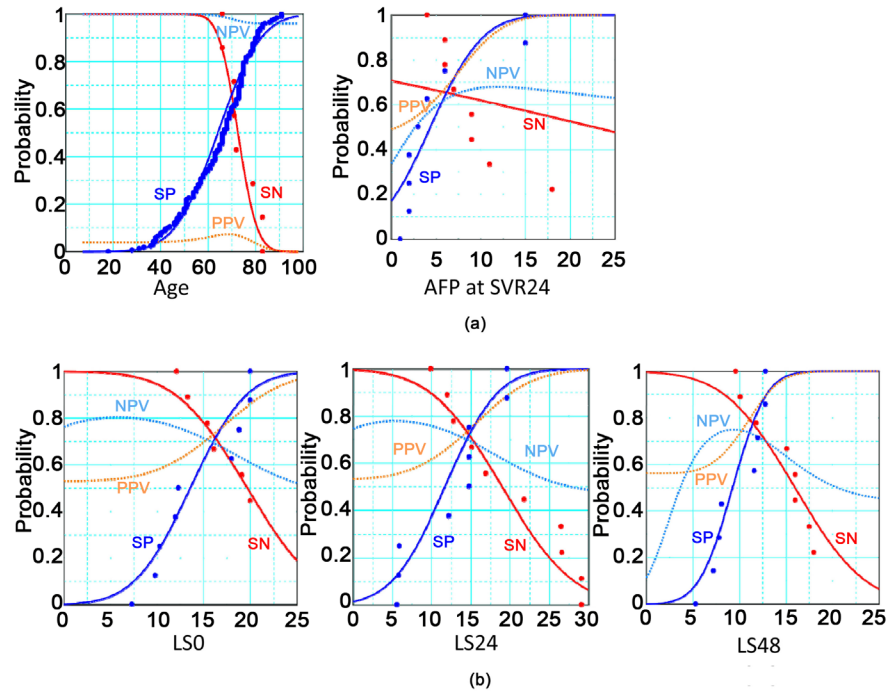 Probability
1
0.8
0.6
0.4
0.2
0
NPV
SP
SN
PPV
0 20 40 60 80 100
Age
Probability
1
0.8
0.6
0.4
0.2
0
NPV
PPV
SN
SP
0 5 10 15 20 25
AFP at SVR24
(a)
Probability
1
0.8
0.6
0.4
0.2
0
NPV
PPV
SP
SN
0 5 10 15 20 25
LS0
Probability
1
0.8
0.6
0.4
0.2
0
NPV
PPV
SP
SN
0 5 10 15 20 25 30
LS24
Probability
1
0.8
0.6
0.4
0.2
0
NPV
PPV
SP
SN
0 5 10 15 20 25
LS48
(b)